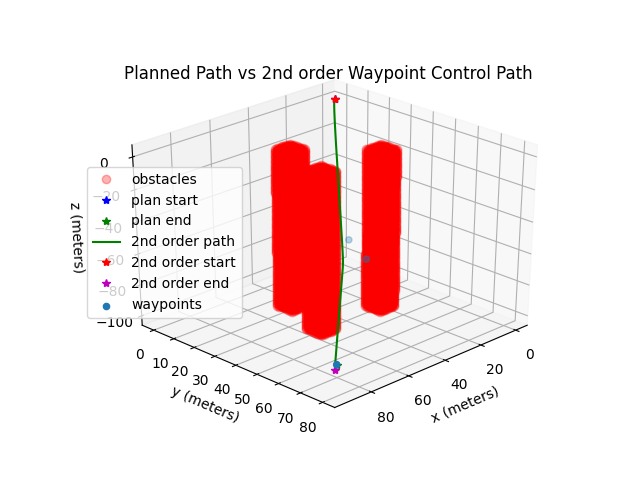 Planned Path vs 2nd order Waypoint Control Path
obstacles
plan start
plan end
2nd order path
2nd order start
2nd order end
waypoints
z (meters)
0
−20
−40
−60
−80
−100
y (meters)
0
10
20
30
40
50
60
70
80
x (meters)
80
60
40
20
0